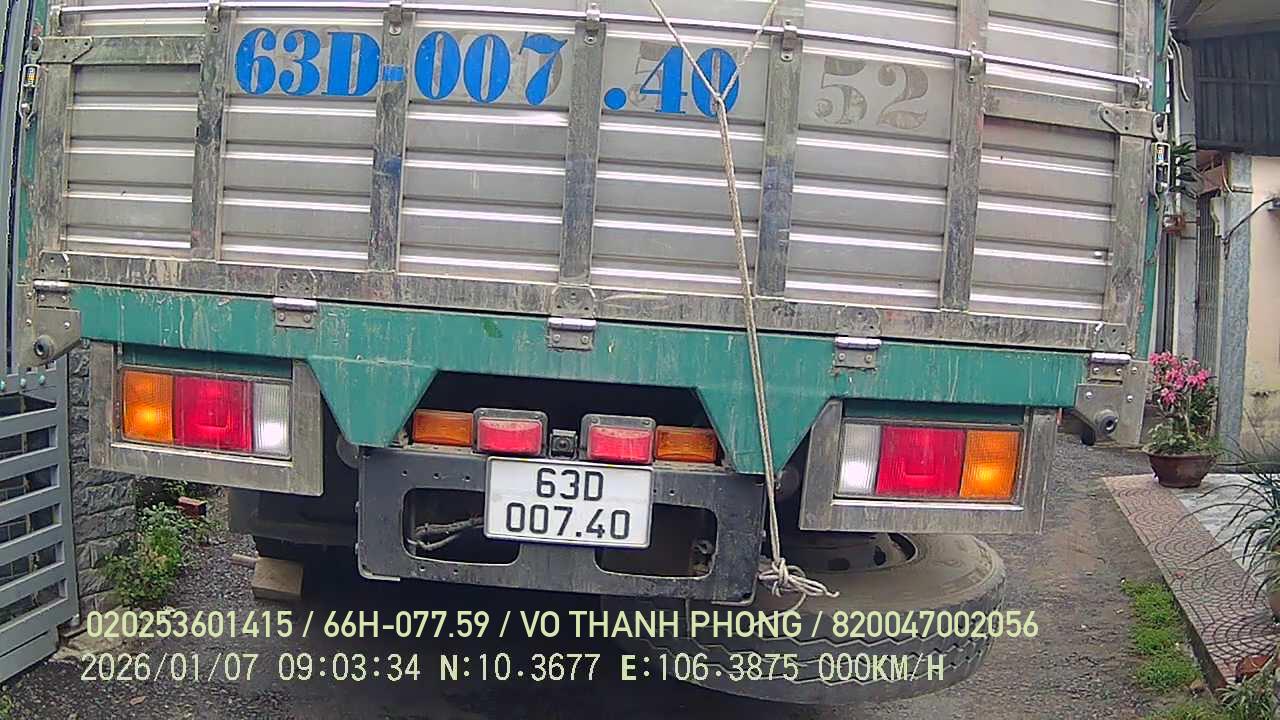 63D-007.40 52
63D
007.40
020253601415 / 66H-077.59 / VO THANH PHONG / 820047002056
2026/01/07 09:03:34 N:10.3677 E:106.3875 000KM/H